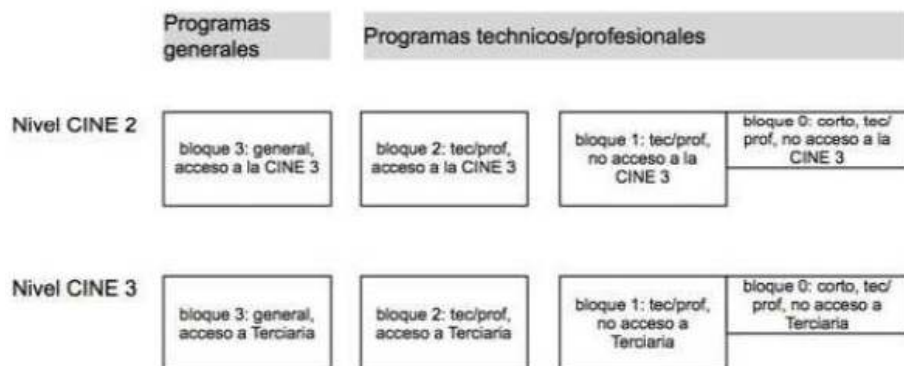 Programas
generales
Programas technicos/profesionales
Nivel CINE 2
bloque 3: general,
acceso a la CINE 3
bloque 2: tec/prof,
acceso a la CINE 3
bloque 1: tec/prof,
no acceso a la
CINE 3
bloque 0: corto, tec/
prof, no acceso a la
CINE 3
Nivel CINE 3
bloque 3: general,
acceso a Terciaria
bloque 2: tec/prof,
acceso a Terciaria
bloque 1: tec/prof,
no acceso a
Terciaria
bloque 0: corto, tec/
prof, no acceso a
Terciaria